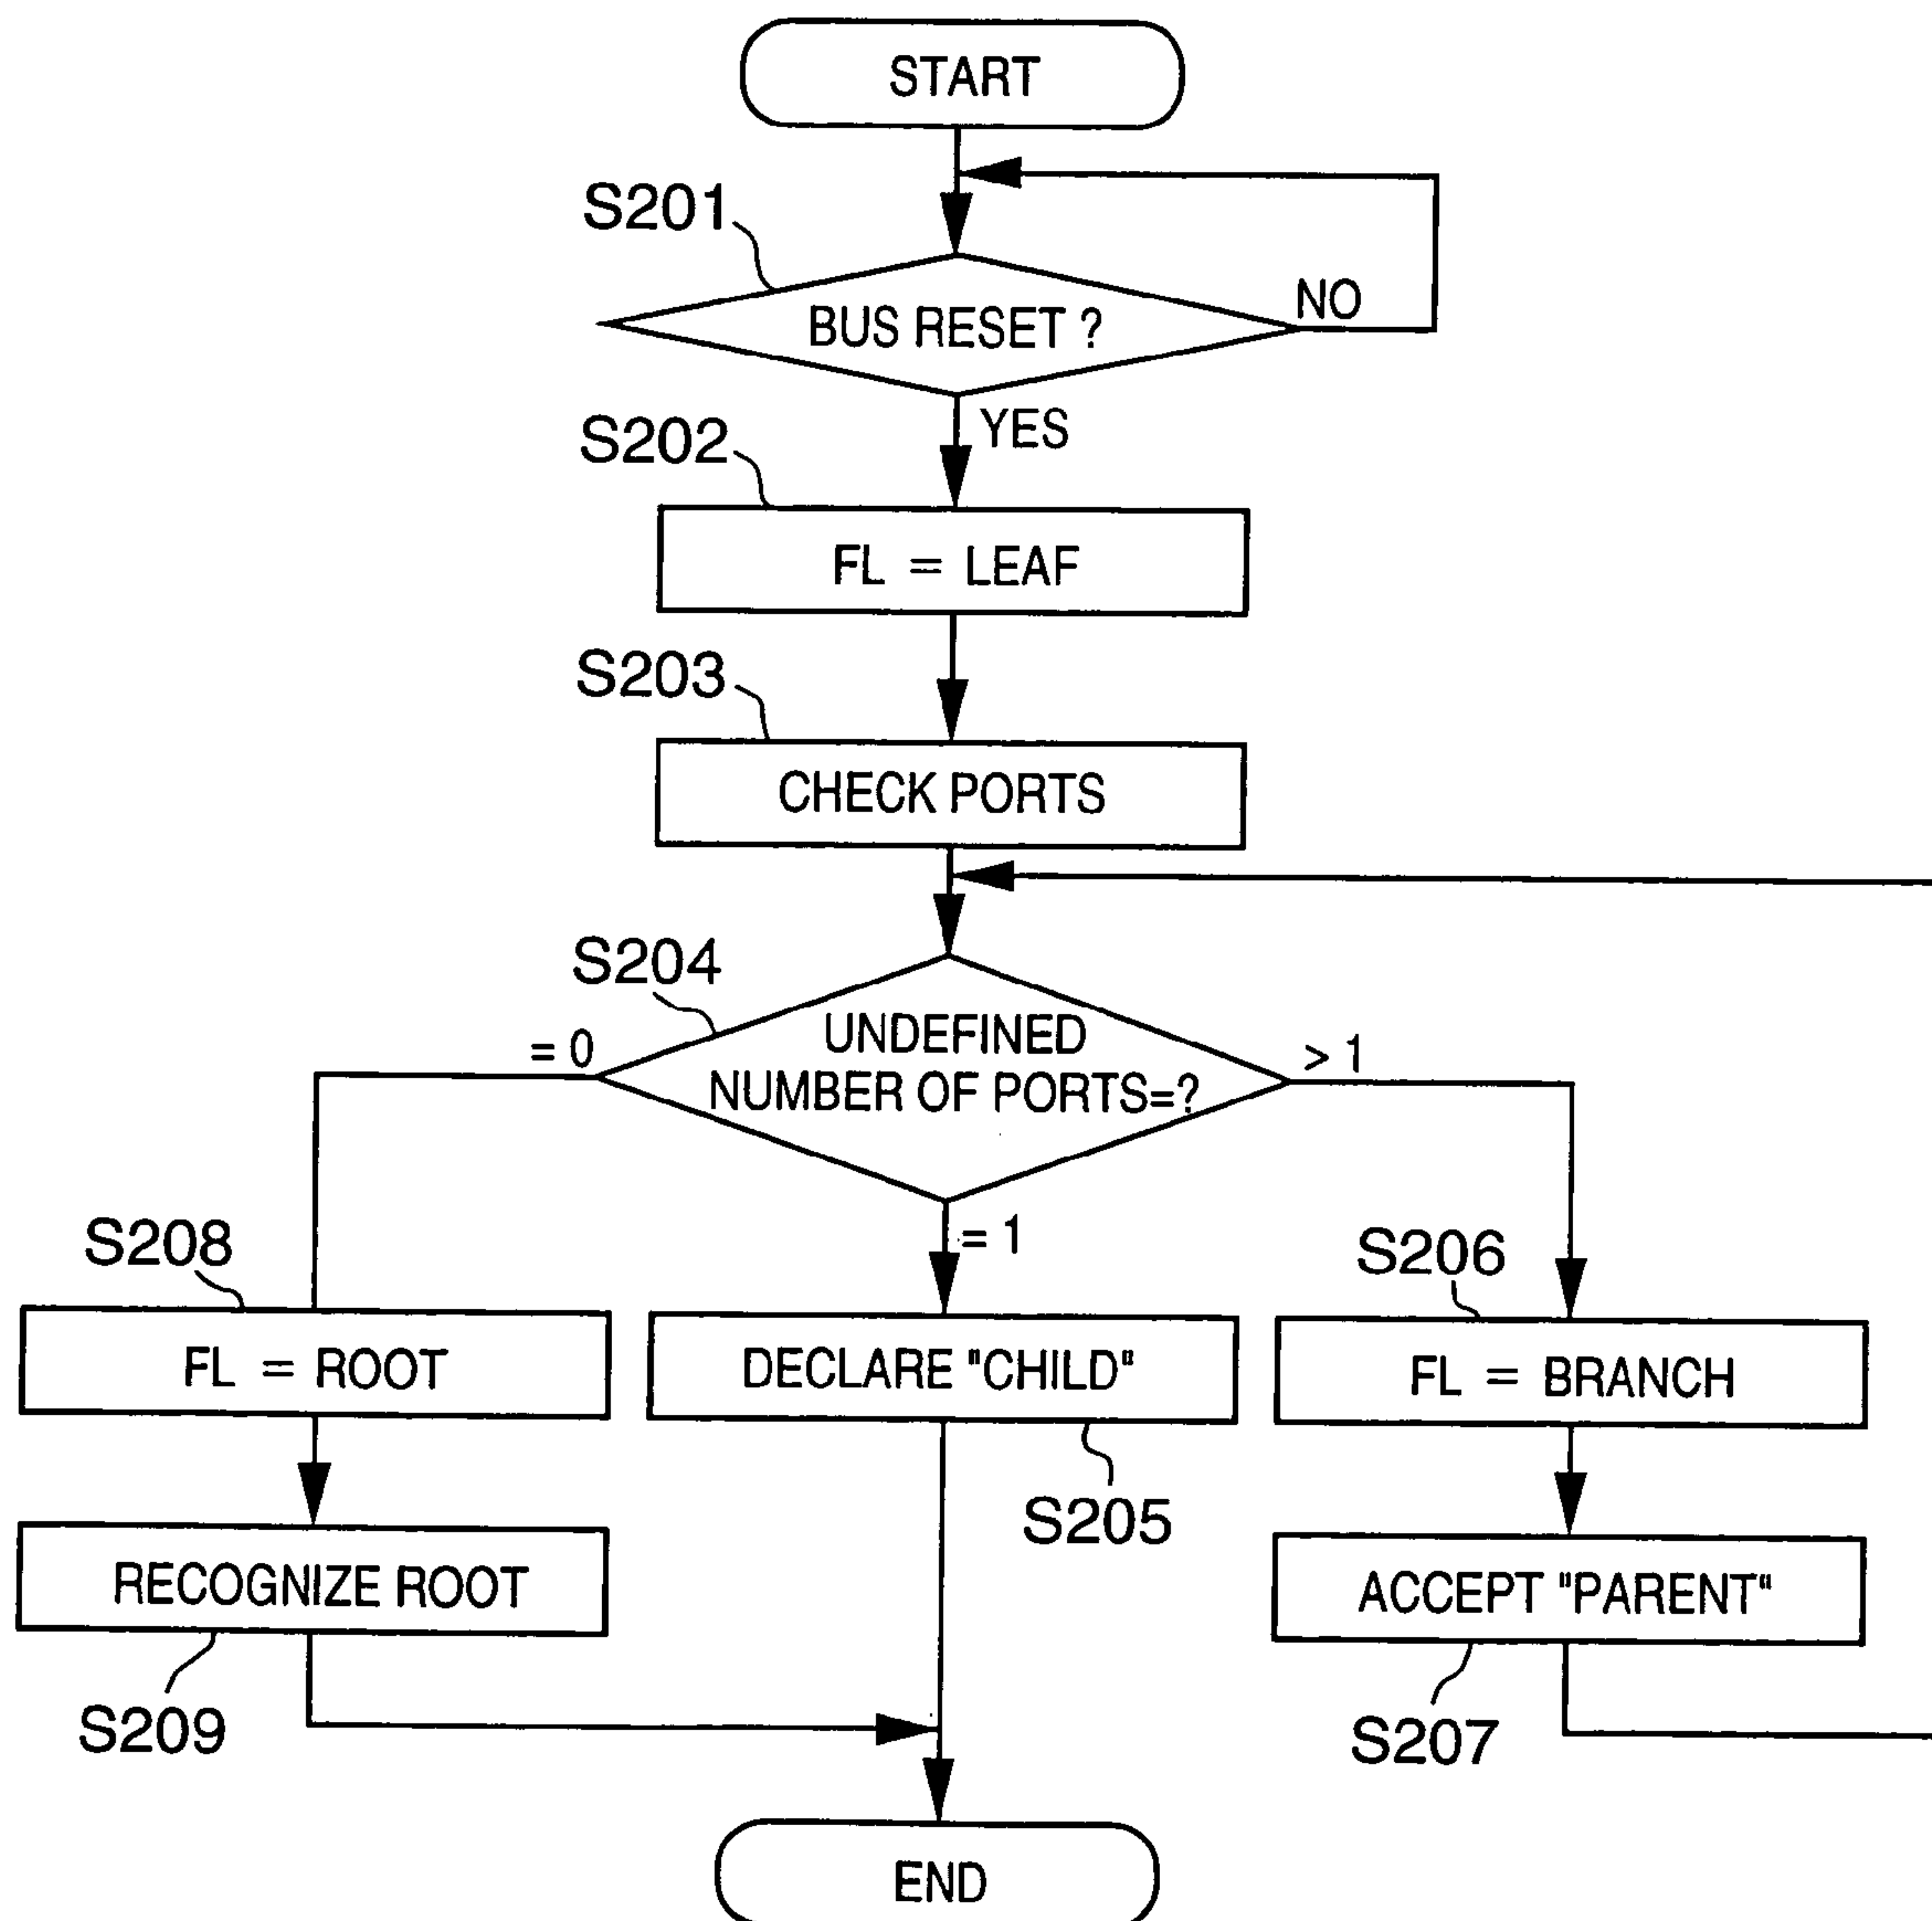 START
S201
BUS RESET ?
NO
YES
S202
FL = LEAF
S203
CHECK PORTS
S204
UNDEFINED
NUMBER OF PORTS=?
= 0
> 1
= 1
S208
S206
FL = ROOT
DECLARE "CHILD"
FL = BRANCH
S205
RECOGNIZE ROOT
ACCEPT "PARENT"
S209
S207
END